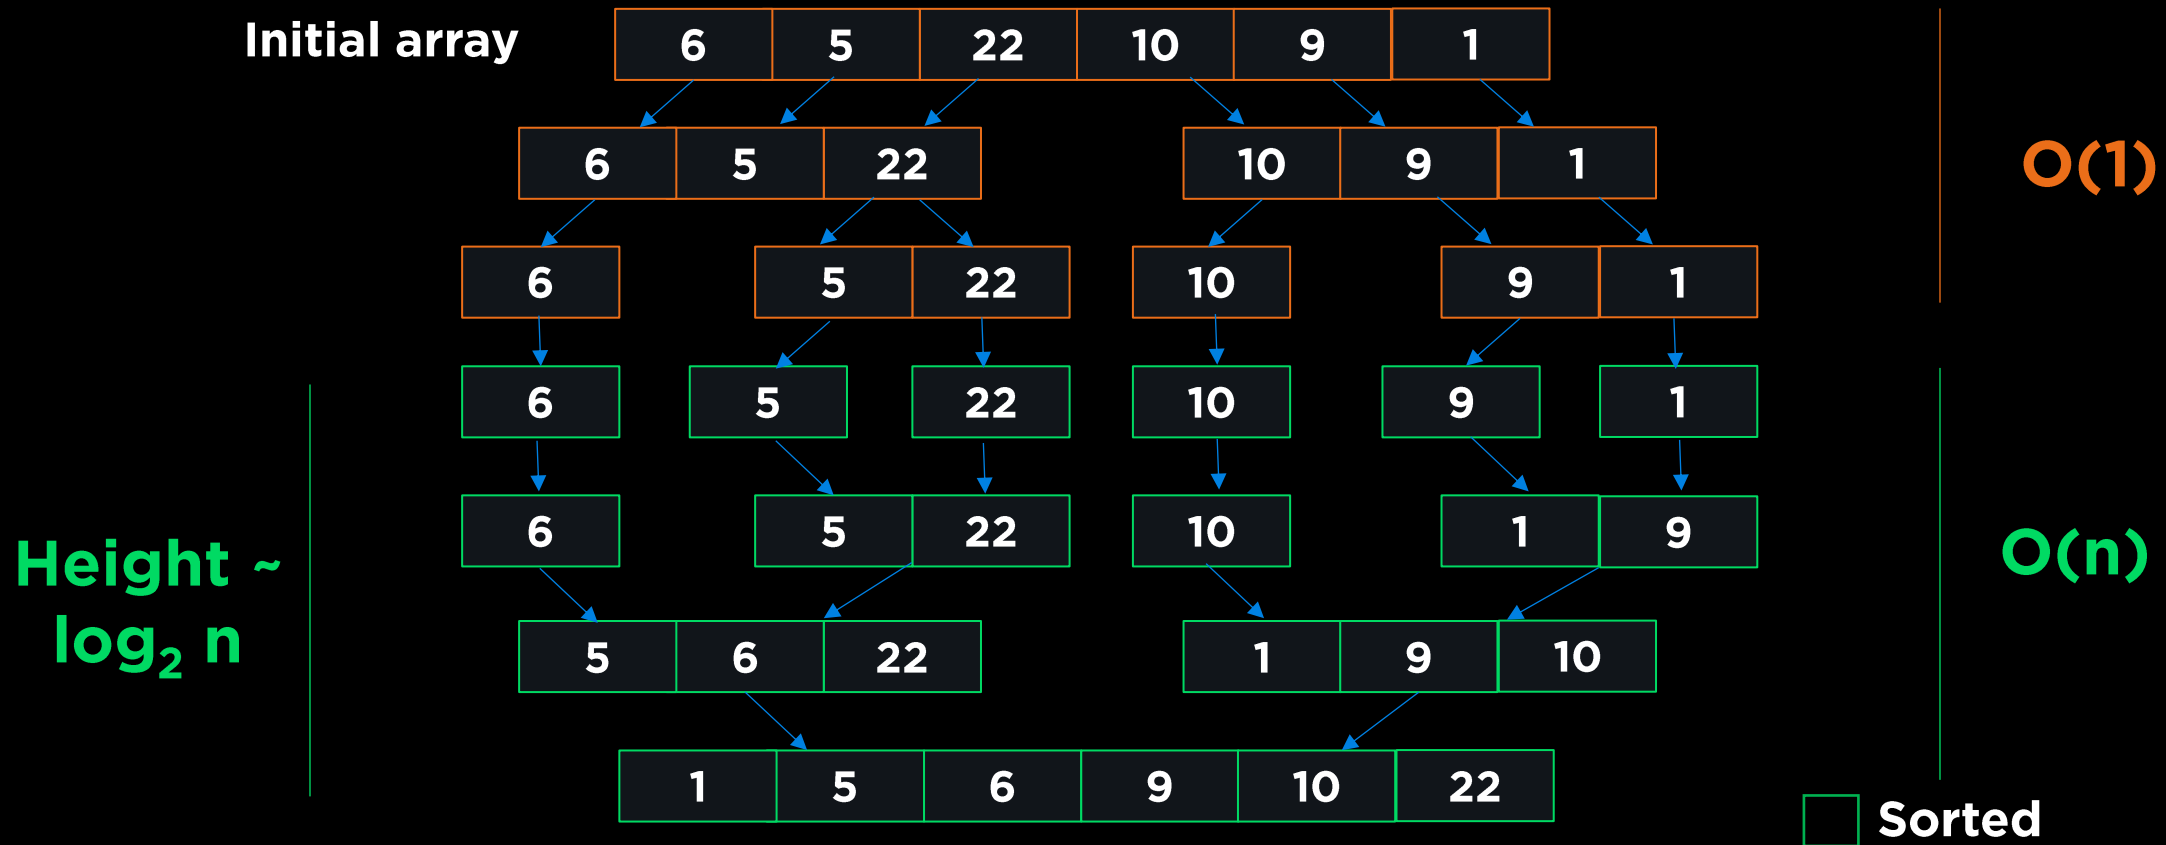 Initial array 6 5 22 10 9 1
6 5 22 10 9 1
O(1)
6 5 22 10 9 1
6 5 22 10 9 1
6 5 22 10 1 9
Height ~
O(n)
log₂ n
5 6 22 1 9 10
1 5 6 9 10 22
Sorted